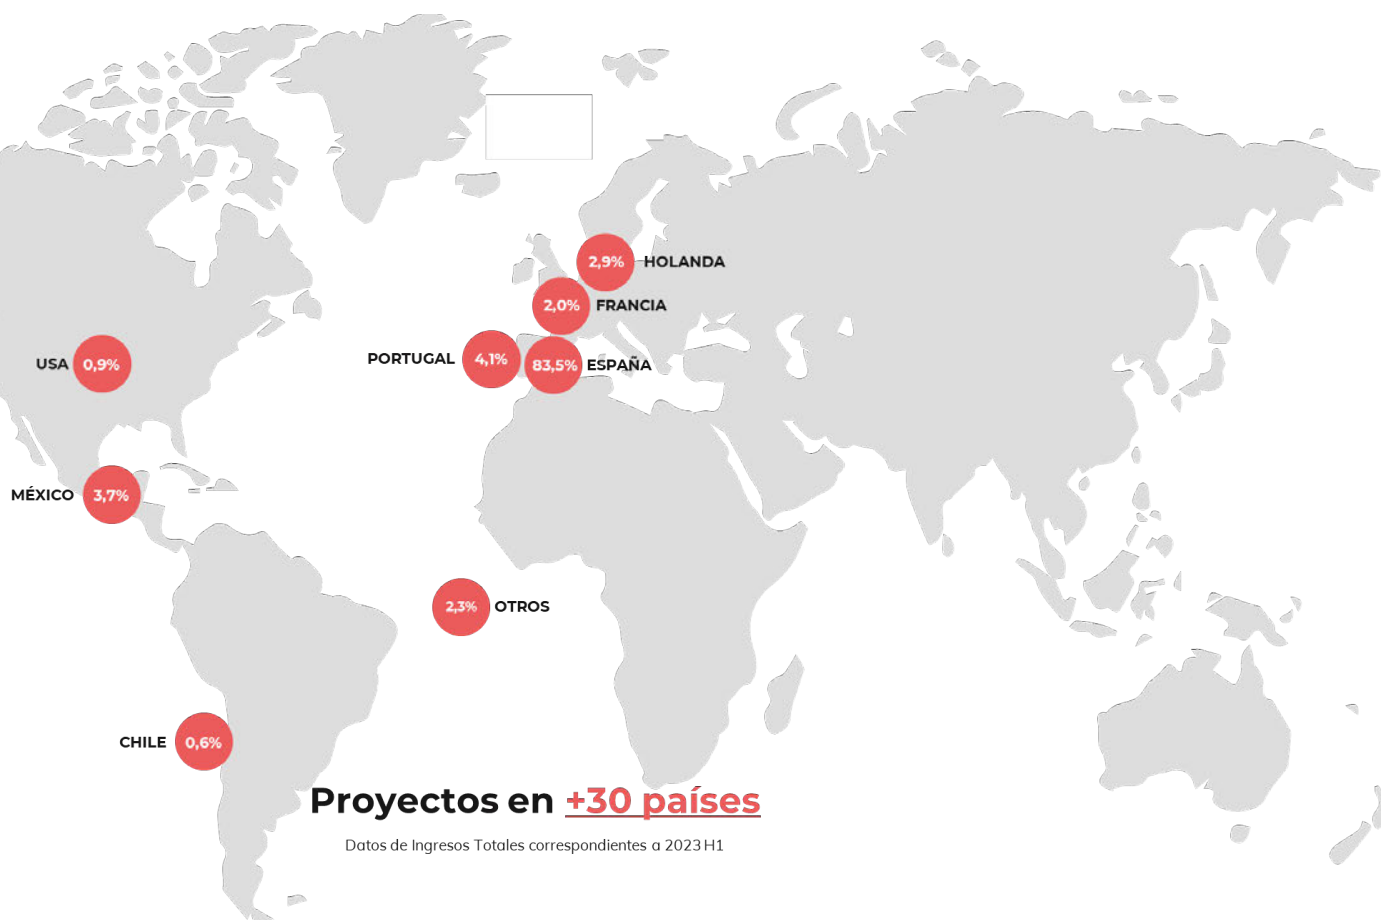 2,9% HOLANDA
2,0% FRANCIA
PORTUGAL 4,1%
83,5% ESPAÑA
USA 0,9%
MÉXICO 3,7%
2,3% OTROS
CHILE 0,6%
Proyectos en +30 países
Datos de Ingresos Totales correspondientes a 2023 H1